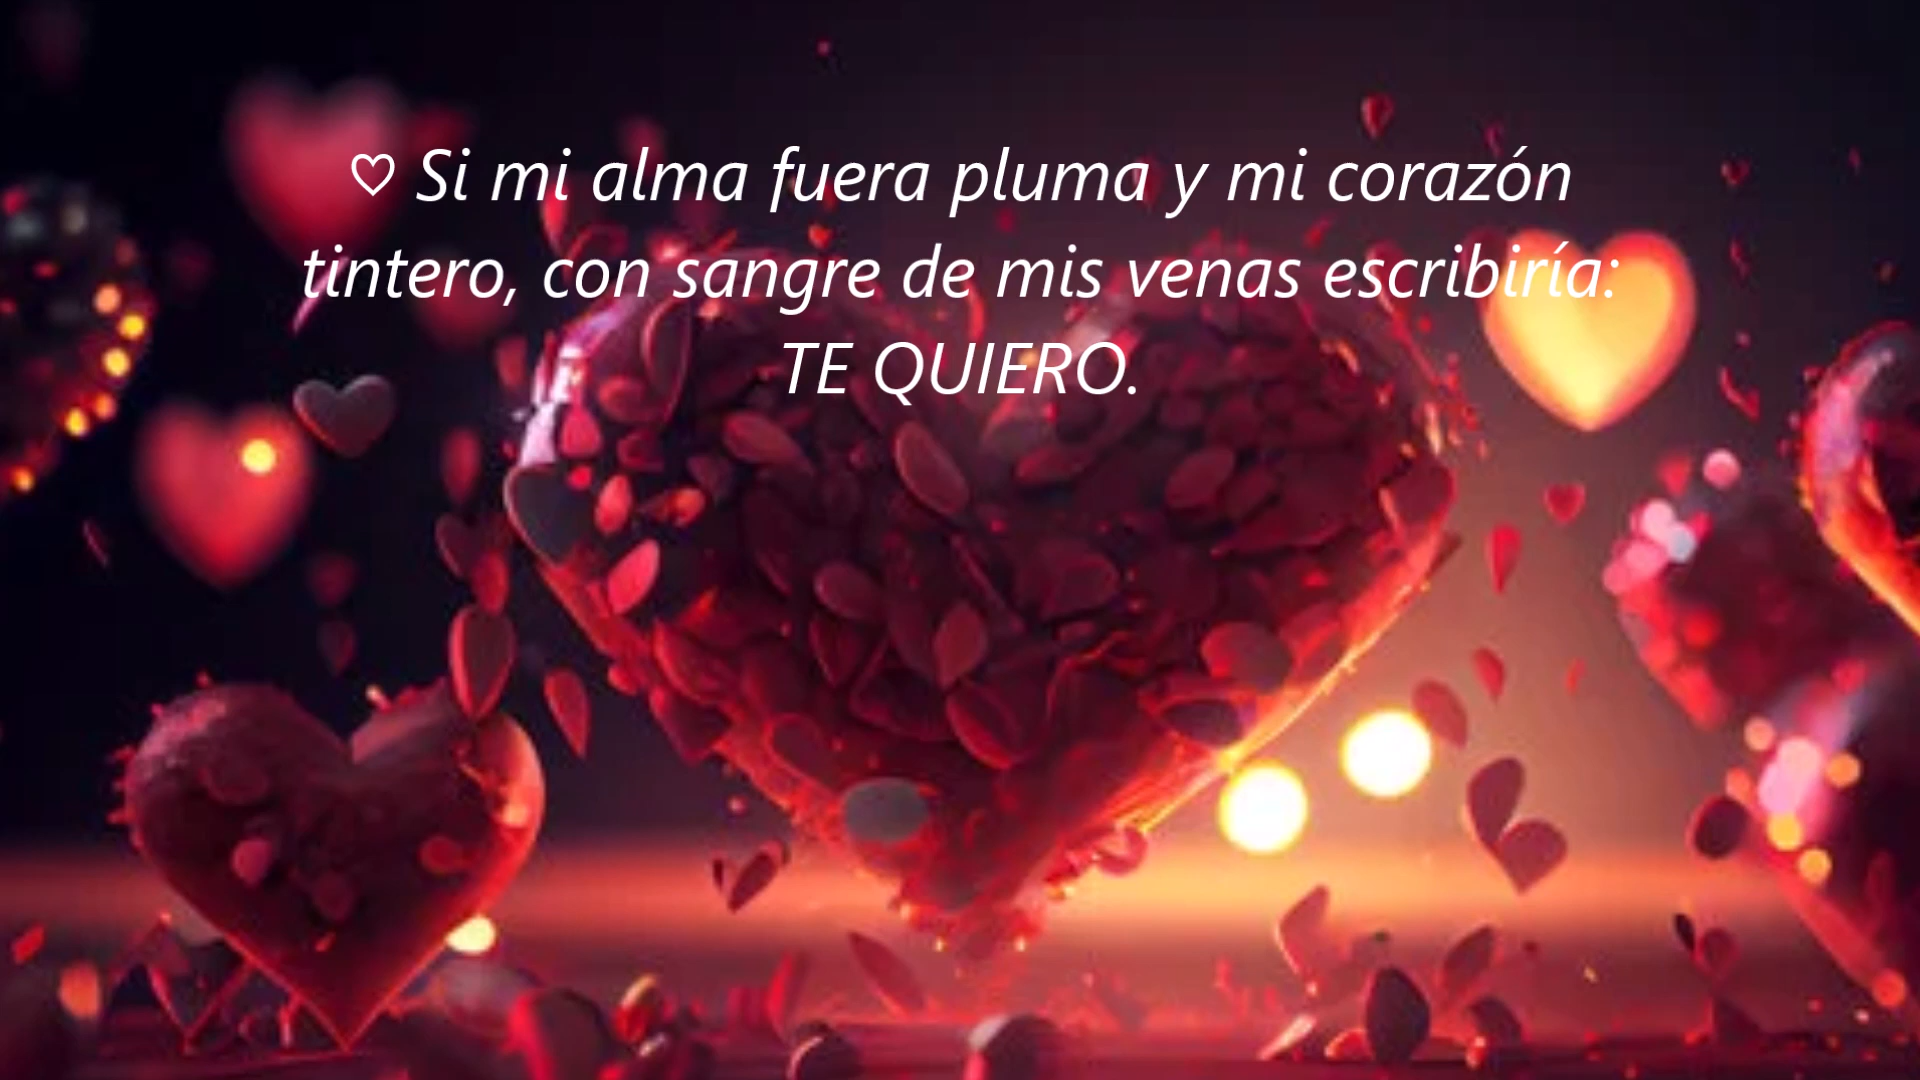 ♡ Si mi alma fuera pluma y mi corazón
tintero, con sangre de mis venas escribiría:
TE QUIERO.